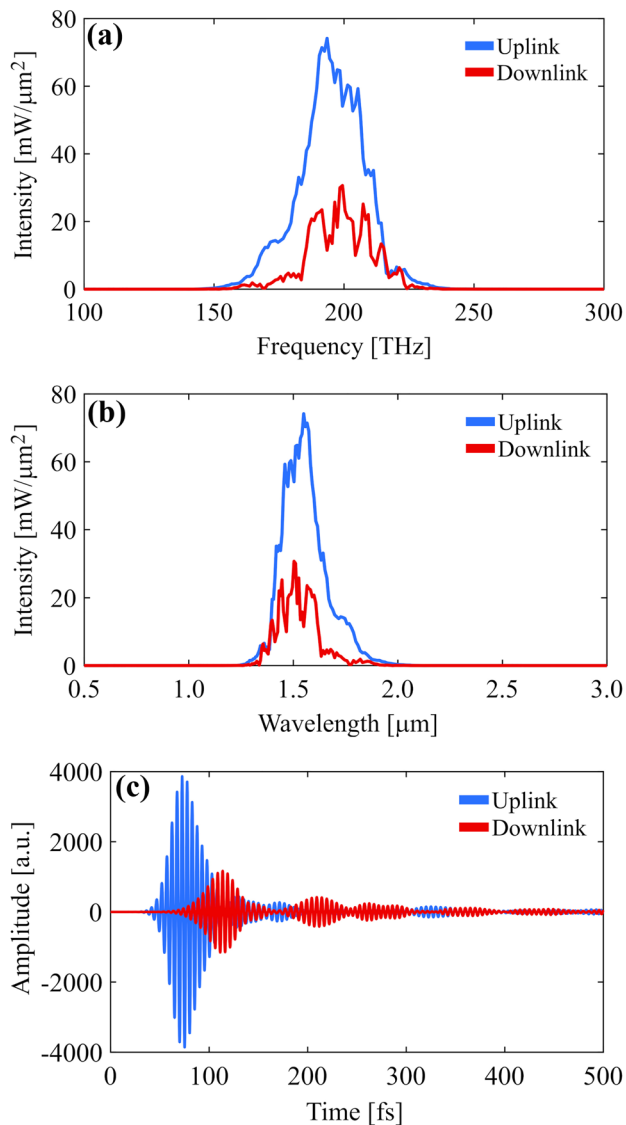 (a)
Uplink
Downlink
Intensity [mW/μm²]
80
60
40
20
0
100
150
200
250
300
Frequency [THz]
(b)
Uplink
Downlink
Intensity [mW/μm²]
80
60
40
20
0
0.5
1.0
1.5
2.0
2.5
3.0
Wavelength [μm]
(c)
Uplink
Downlink
Amplitude [a.u.]
4000
2000
0
-2000
-4000
0
100
200
300
400
500
Time [fs]